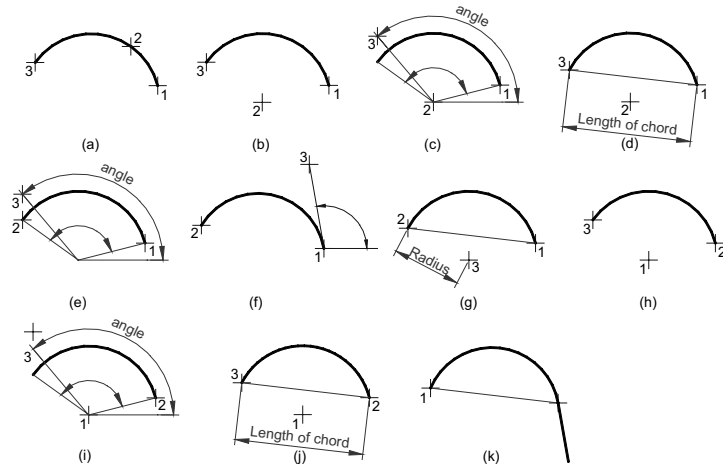 3 2 1
(a)
3 2 1
(b)
angle
3 2 1
(c)
3 1 2
Length of chord
(d)
angle
3 2 1
(e)
3 2 1
(f)
2 1 3
Radius
(g)
3 1 2
(h)
angle
3 1 2
(i)
3 2 1
Length of chord
(j)
1
(k)